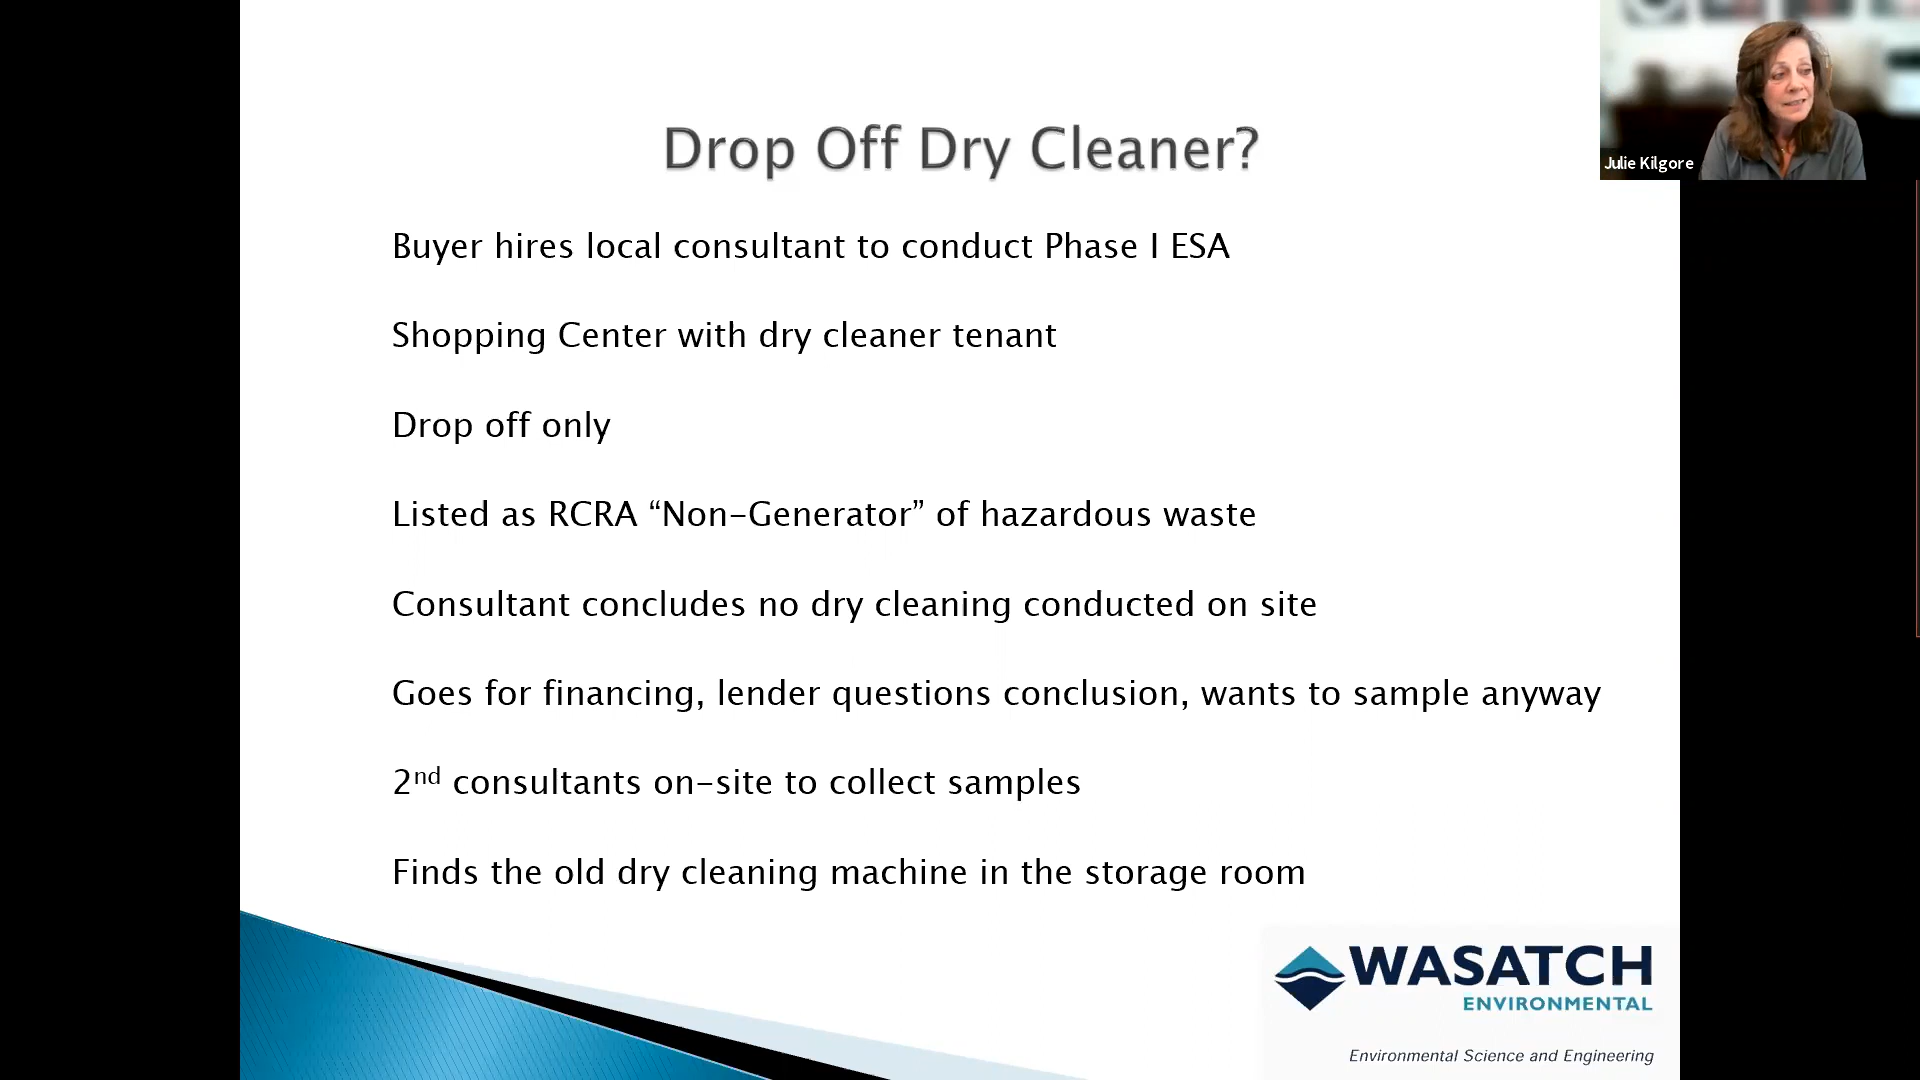 Drop Off Dry Cleaner?
Julie Kilgore
Buyer hires local consultant to conduct Phase I ESA
Shopping Center with dry cleaner tenant
Drop off only
Listed as RCRA “Non-Generator” of hazardous waste
Consultant concludes no dry cleaning conducted on site
Goes for financing, lender questions conclusion, wants to sample anyway
2nd consultants on-site to collect samples
Finds the old dry cleaning machine in the storage room
WASATCH
ENVIRONMENTAL
Environmental Science and Engineering